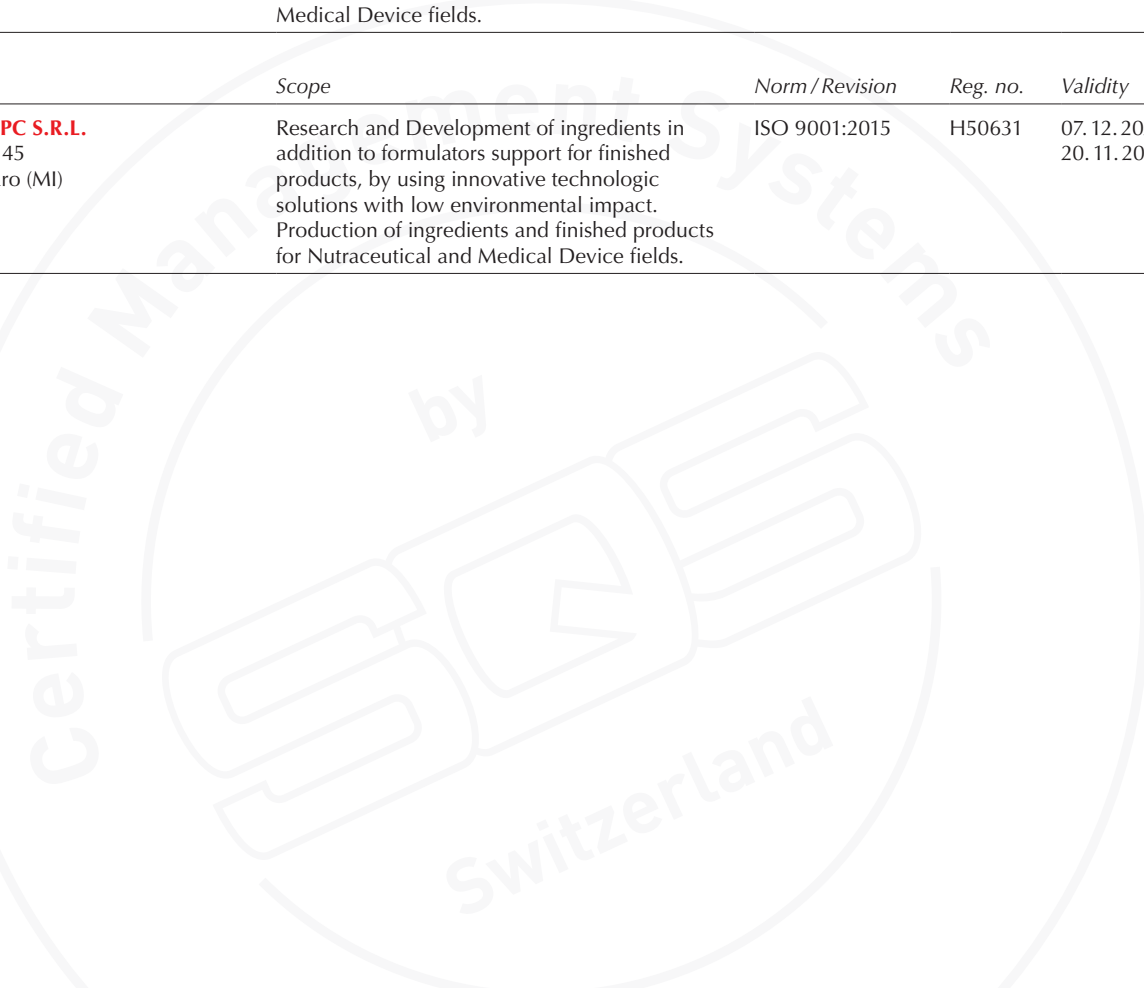 Medical Device fields.
Scope Norm / Revision Reg. no. Validity
PC S.R.L. Research and Development of ingredients in ISO 9001:2015 H50631 07. 12. 20
45 addition to formulators support for finished 20. 11. 20
ro (MI) products, by using innovative technologic
solutions with low environmental impact.
Production of ingredients and finished products
for Nutraceutical and Medical Device fields.
Certified Management Systems
by
SQS
Switzerland